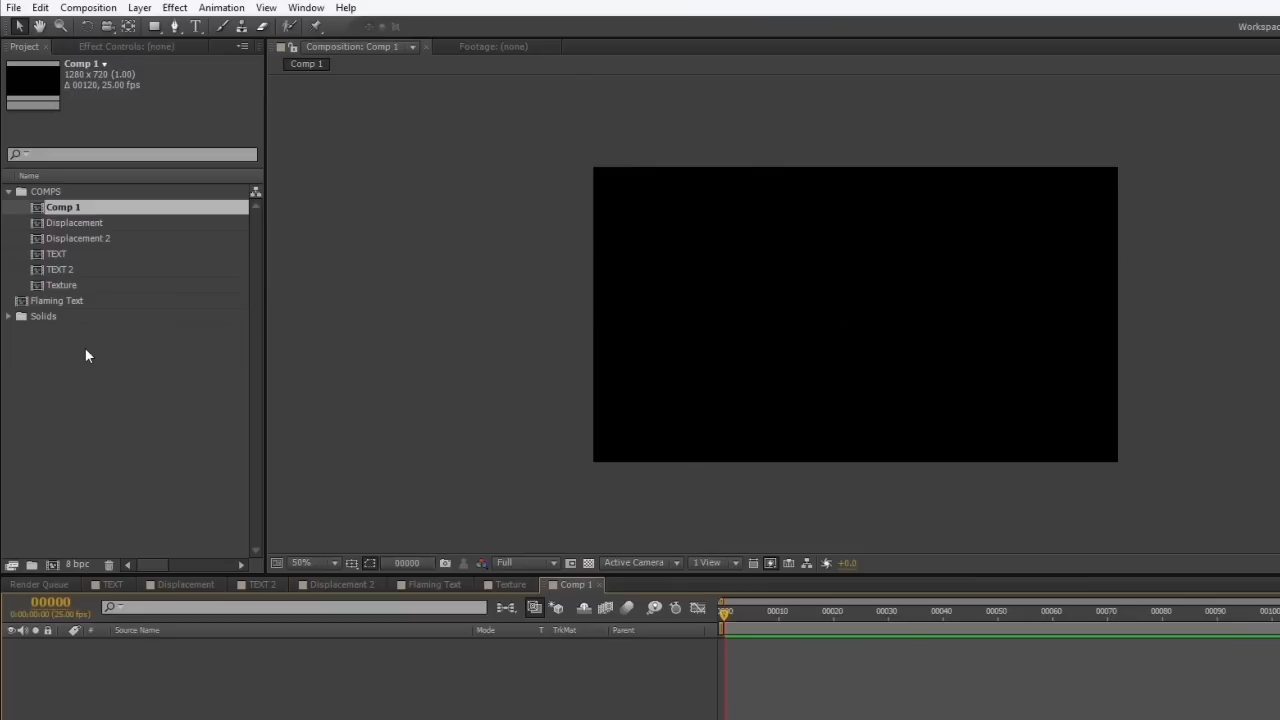 File Edit Composition Layer Effect Animation View Window Help
Workspac
Project Effect Controls: (none)
Composition: Comp 1 Footage: (none)
Comp 1
1280 x 720 (1.00)
Δ 00120, 25.00 fps
Comp 1
Name
COMPS
Comp 1
Displacement
Displacement 2
TEXT
TEXT 2
Texture
Flaming Text
Solids
8 bpc
50% 00000 Full Active Camera 1 View +0.0
Render Queue TEXT Displacement TEXT 2 Displacement 2 Flaming Text Texture Comp 1
00000
0:00:00:00 (25.00 fps)
00010 00020 00030 00040 00050 00060 00070 00080 00090
# Source Name Mode T TrkMat Parent